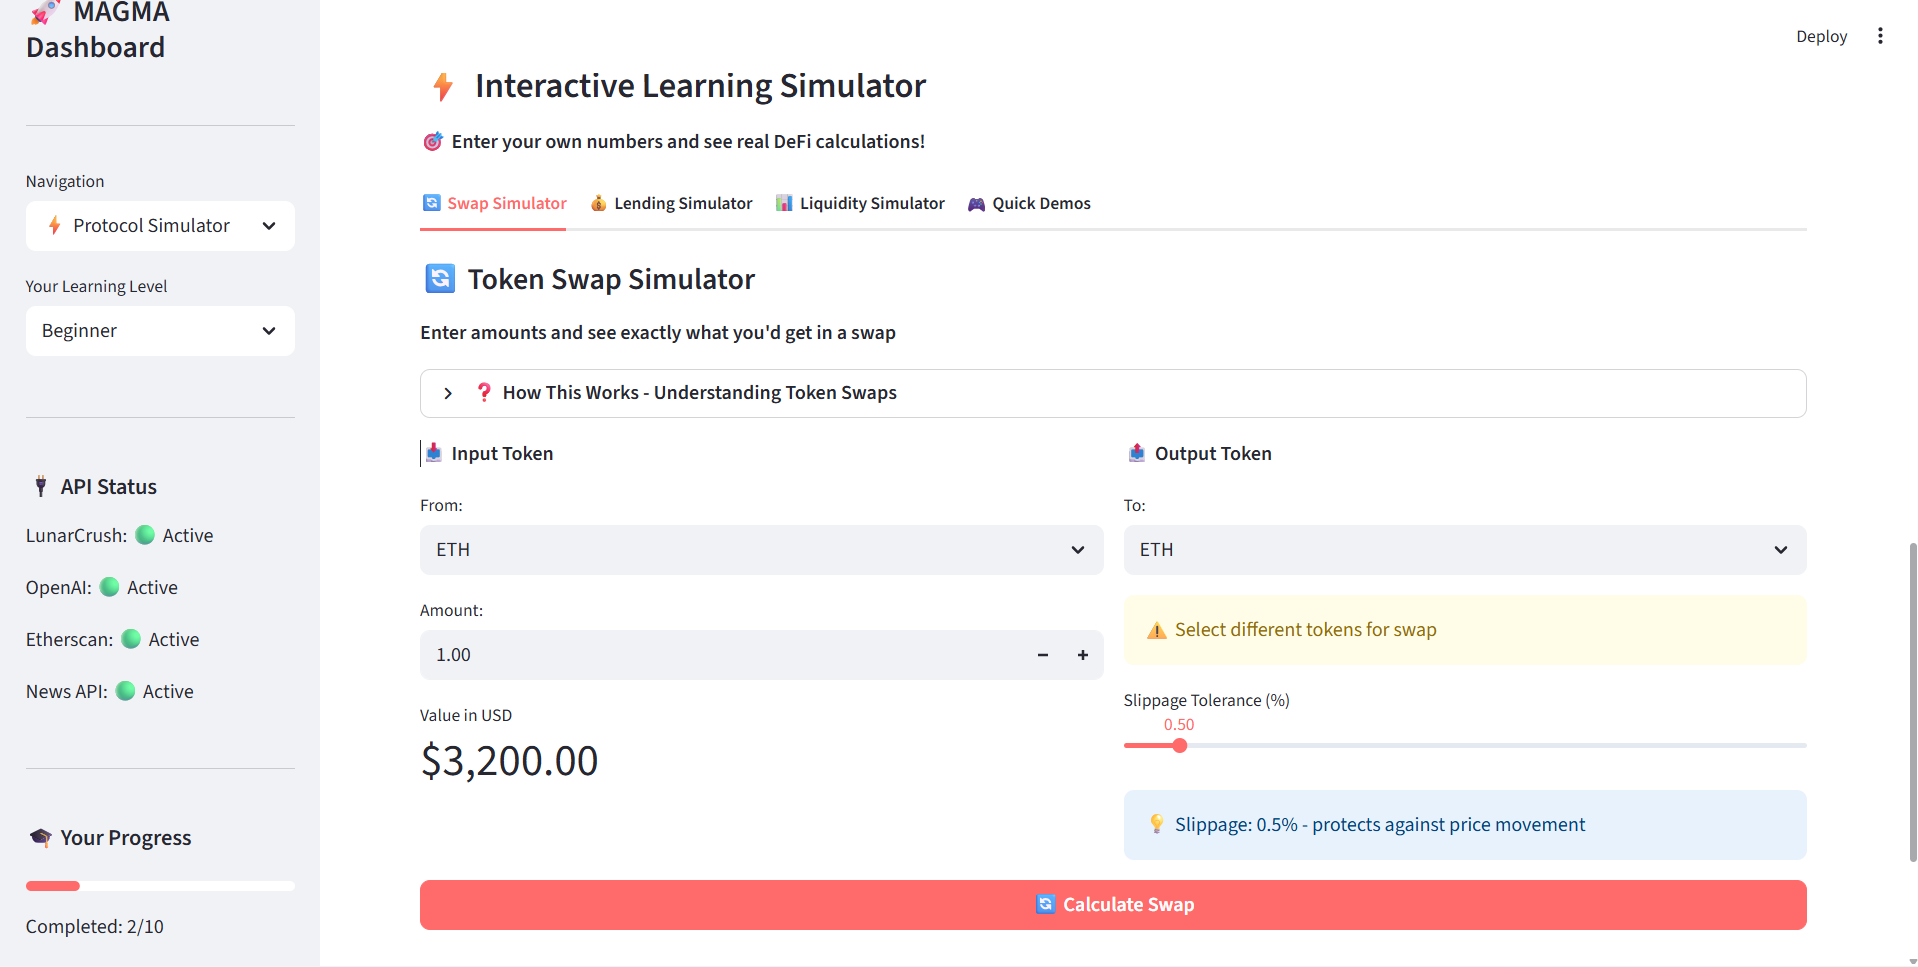 MAGMA
Dashboard
Navigation
Protocol Simulator
Your Learning Level
Beginner
API Status
LunarCrush: Active
OpenAI: Active
Etherscan: Active
News API: Active
Your Progress
Completed: 2/10
Deploy
Interactive Learning Simulator
Enter your own numbers and see real DeFi calculations!
Swap Simulator
Lending Simulator
Liquidity Simulator
Quick Demos
Token Swap Simulator
Enter amounts and see exactly what you'd get in a swap
How This Works - Understanding Token Swaps
Input Token
From:
ETH
Amount:
1.00
Value in USD
$3,200.00
Output Token
To:
ETH
Select different tokens for swap
Slippage Tolerance (%)
0.50
Slippage: 0.5% - protects against price movement
Calculate Swap